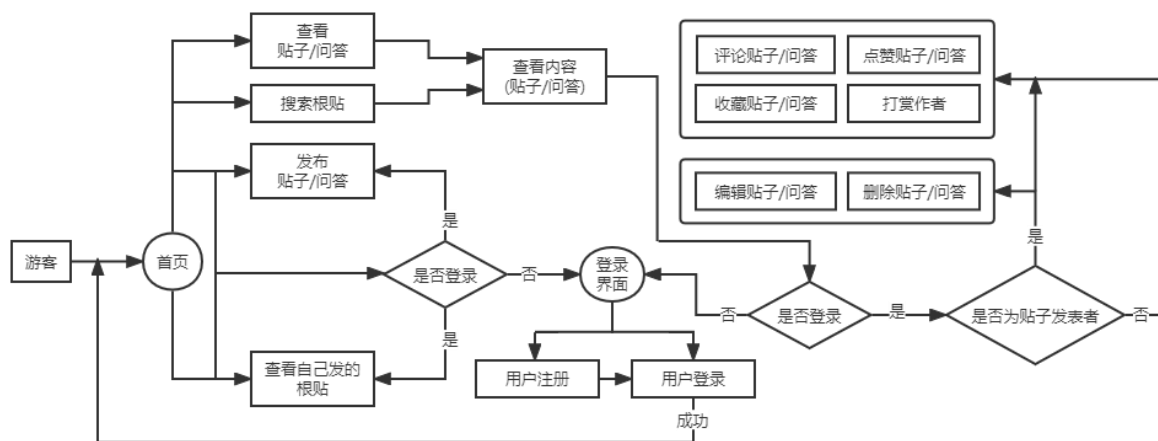 查看
贴子/问答
搜素根贴
查看内容
(贴子/问答)
评论贴子/问答
点赞贴子/问答
收藏贴子/问答
打赏作者
发布
贴子/问答
编辑贴子/问答
删除贴子/问答
是
是
游客
首页
是否登录
否
登录
界面
否
是否登录
是
是否为贴子发表者
否
是
查看自己发的
根贴
用户注册
用户登录
成功